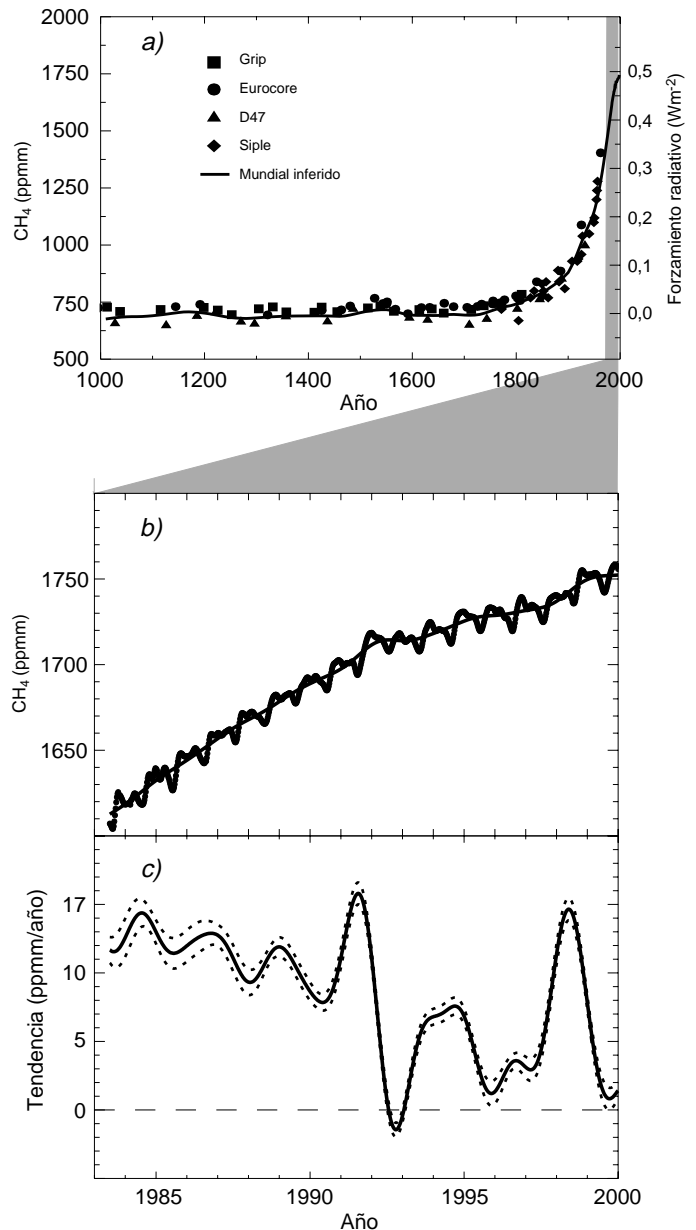 a)
2000
1750
1500
1250
1000
750
500
CH4 (ppmm)
Grip
Eurocore
D47
Siple
Mundial inferido
0,5
0,4
0,3
0,2
0,1
0,0
Forzamiento radiativo (Wm-2)
1000 1200 1400 1600 1800 2000
Año
b)
1750
1700
1650
CH4 (ppmm)
c)
17
10
5
0
Tendencia (ppmm/año)
1985 1990 1995 2000
Año